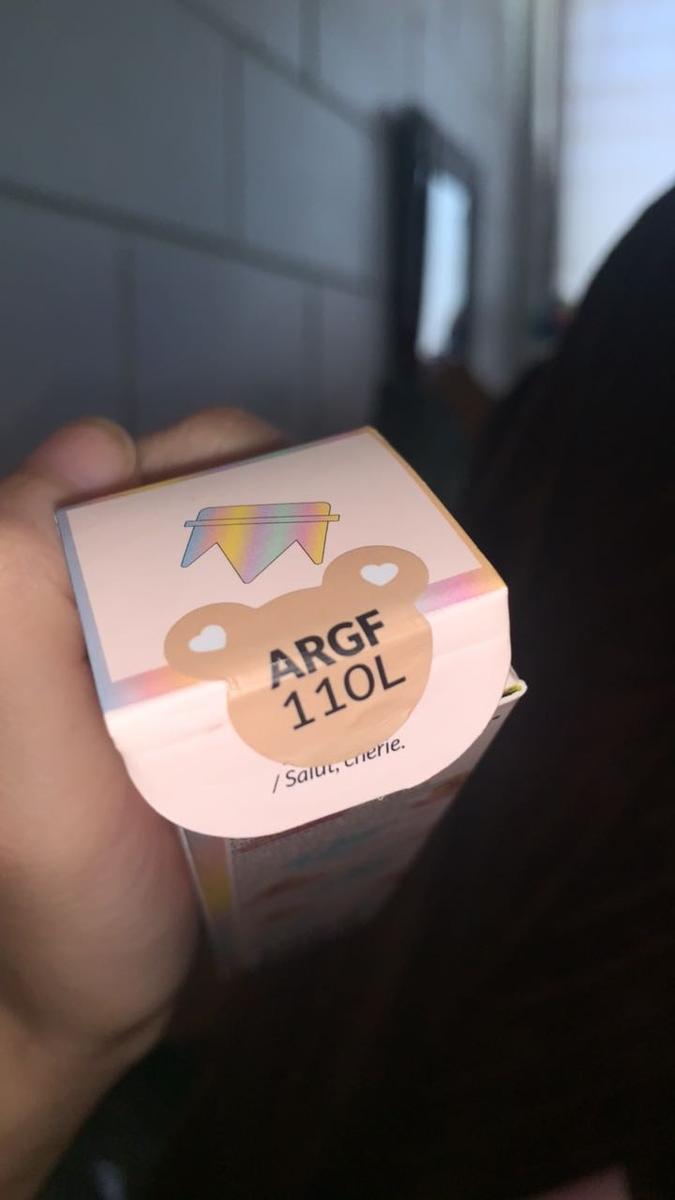 ARGF
110L
/ Salut, chérie.